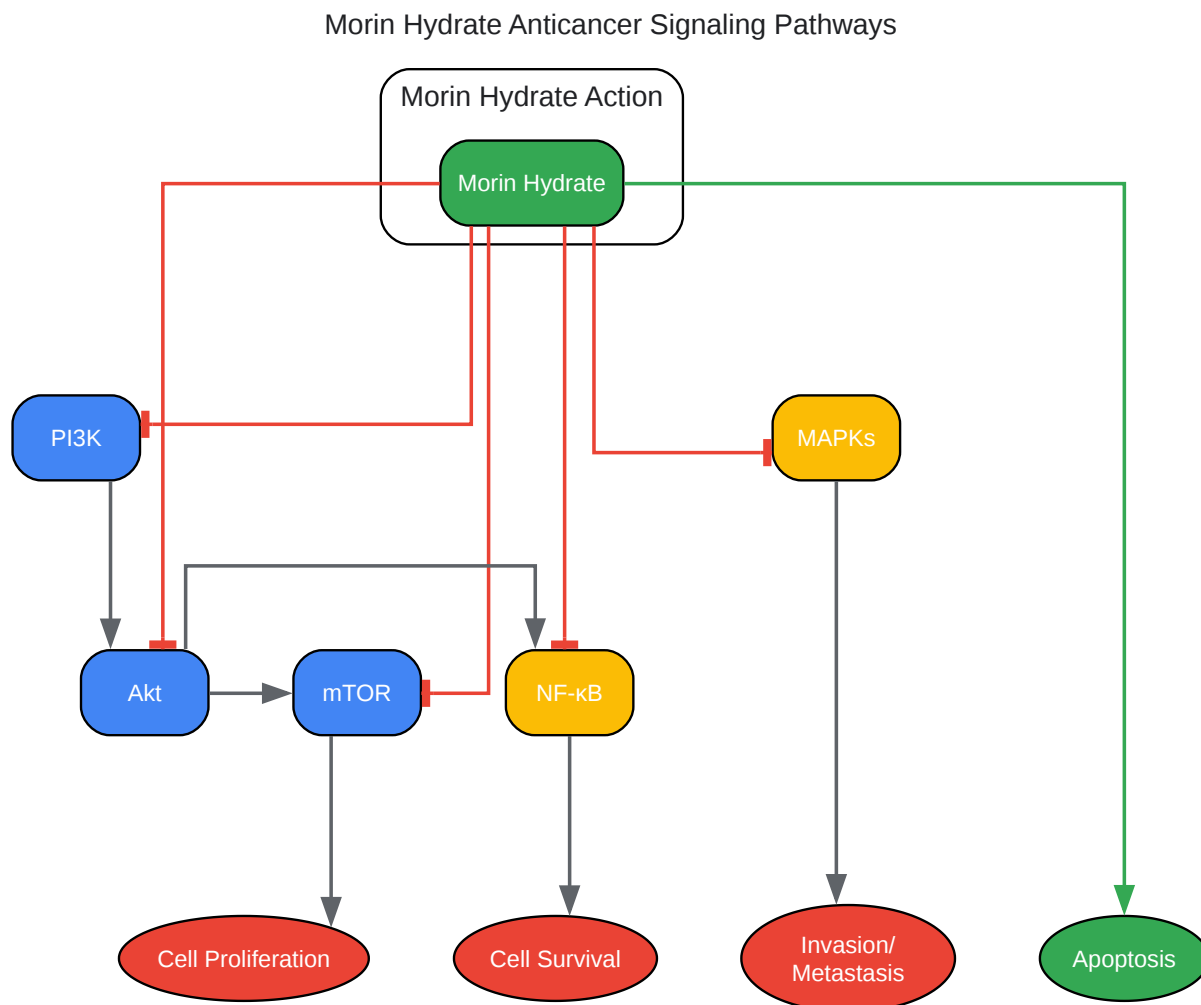 Morin Hydrate Anticancer Signaling Pathways
Morin Hydrate Action
Morin Hydrate
PI3K
MAPKs
Akt
mTOR
NF-κB
Cell Proliferation
Cell Survival
Invasion/
Metastasis
Apoptosis